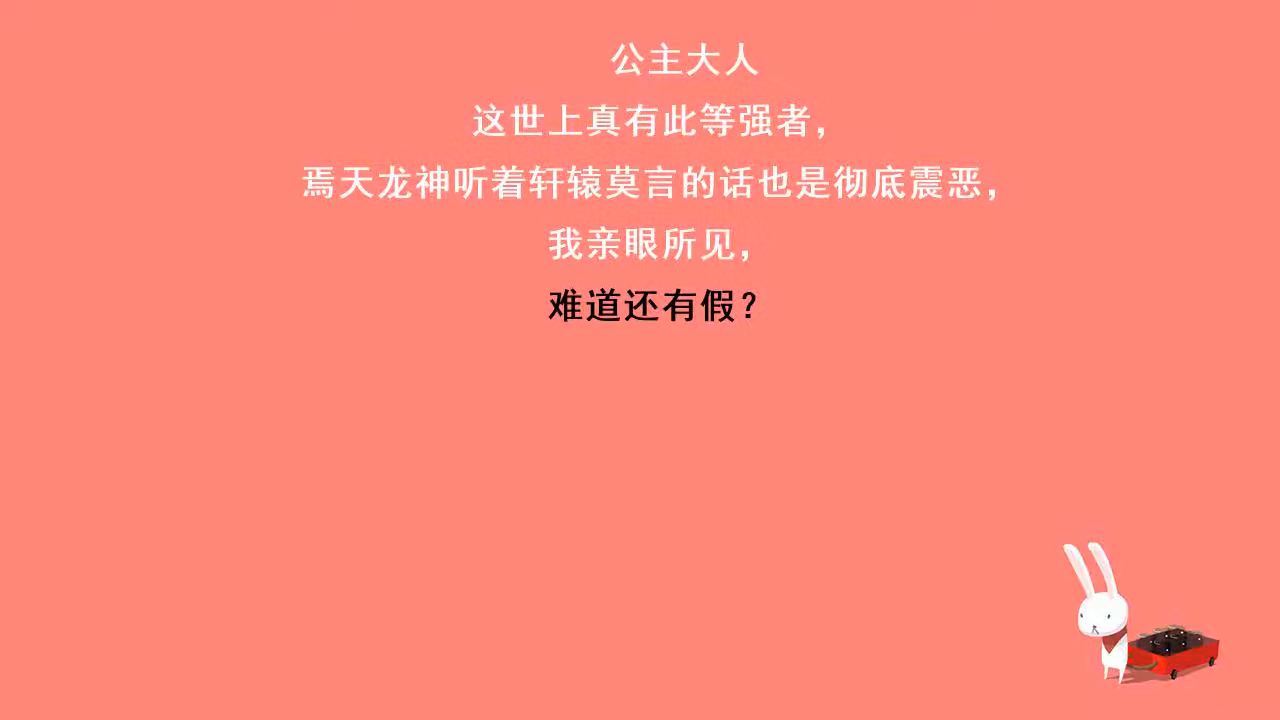 公主大人
这世上真有此等强者，
焉天龙神听着轩辕莫言的话也是彻底震恶，
我亲眼所见，
难道还有假？